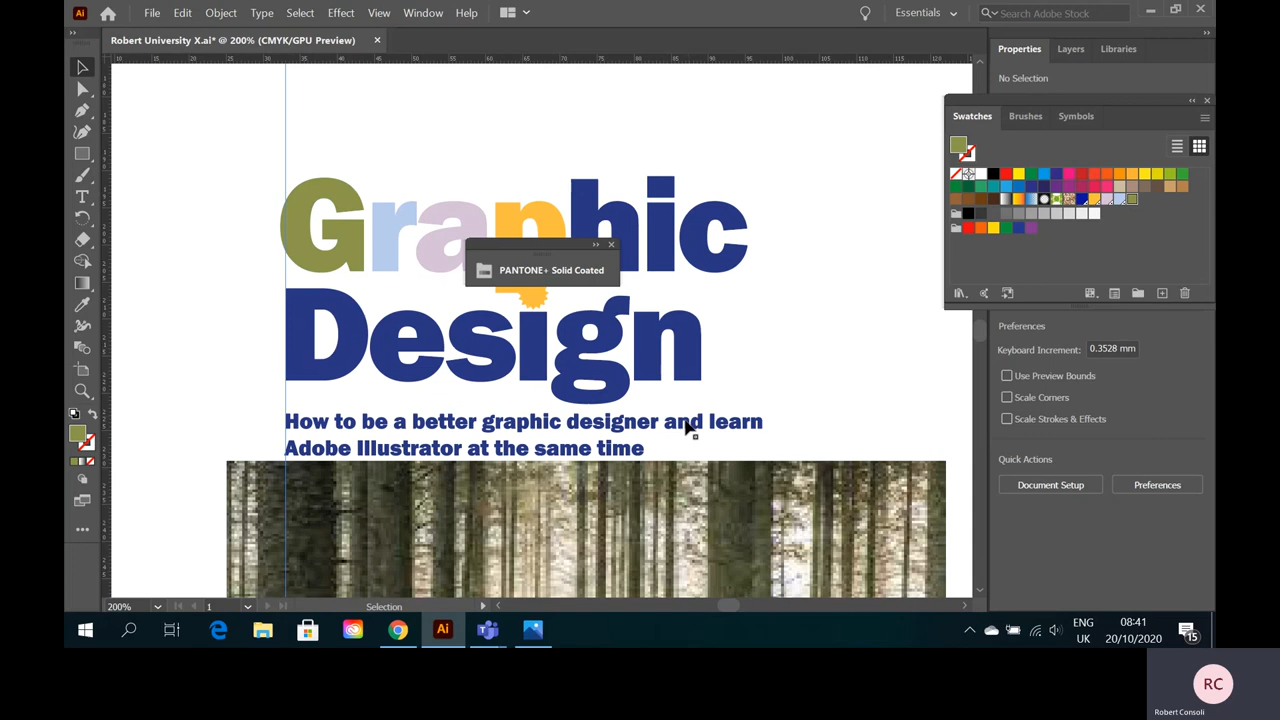 Ai File Edit Object Type Select Effect View Window Help Essentials Search Adobe Stock
Robert University X.ai* @ 200% (CMYK/GPU Preview)
Properties Layers Libraries
No Selection
Swatches Brushes Symbols
Graphic
PANTONE+ Solid Coated
Design
How to be a better graphic designer and learn
Adobe Illustrator at the same time
Preferences
Keyboard Increment: 0.3528 mm
Use Preview Bounds
Scale Corners
Scale Strokes & Effects
Quick Actions
Document Setup Preferences
200% 1 Selection
Ai
ENG
UK
08:41
20/10/2020
15
RC
Robert Consoli